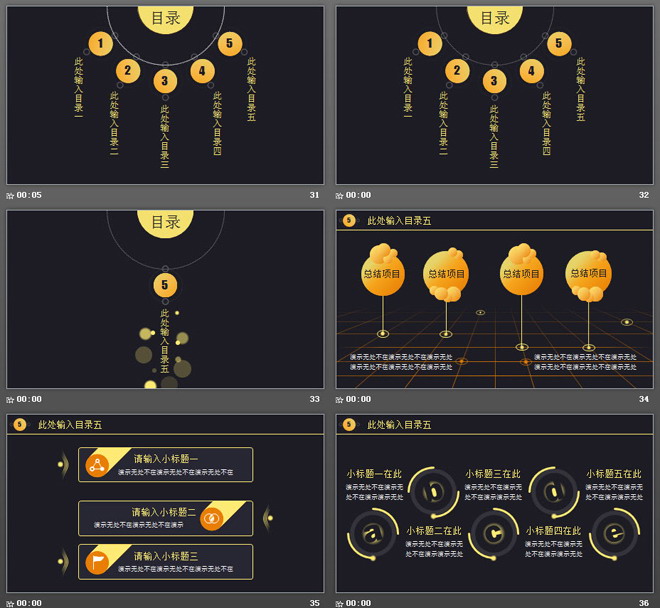 目录
1
2
3
4
5
此处输入目录一
此处输入目录二
此处输入目录三
此处输入目录四
此处输入目录五
00:05
31
目录
1
2
3
4
5
此处输入目录一
此处输入目录二
此处输入目录三
此处输入目录四
此处输入目录五
00:00
32
目录
5
此处输入目录五
00:00
33
5
此处输入目录五
总结项目
总结项目
总结项目
总结项目
演示无处不在演示无处不在演示无处
演示无处不在演示无处不在演示无处
演示无处不在演示无处不在演示无处
演示无处不在演示无处不在演示无处
00:00
34
5
此处输入目录五
请输入小标题一
演示无处不在演示无处不在演示无处不在
请输入小标题二
演示无处不在演示无处不在演示
请输入小标题三
演示无处不在演示无处不在演示无处不在
00:00
35
5
此处输入目录五
小标题一在此
演示无处不在演示无
处不在演示演示无处
小标题三在此
演示无处不在演示无
处不在演示演示无处
小标题五在此
演示无处不在演示无
处不在演示演示无处
小标题二在此
演示无处不在演示无
处不在演示演示无处
小标题四在此
演示无处不在演示无
处不在演示演示无处
00:00
36